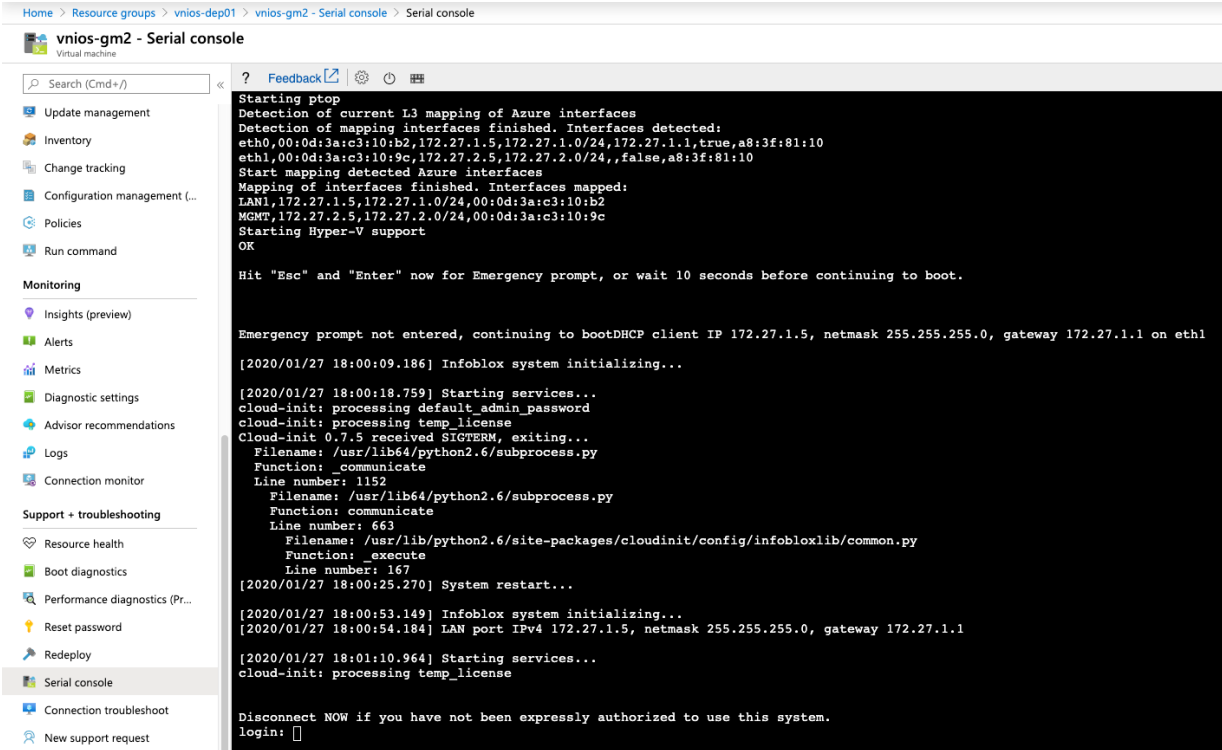 Home > Resource groups > vnios-dep01 > vnios-gm2 - Serial console > Serial console
vnios-gm2 - Serial console
Virtual machine
Search (Cmd+/)
«
Update management
Inventory
Change tracking
Configuration management (...
Policies
Run command
Monitoring
Insights (preview)
Alerts
Metrics
Diagnostic settings
Advisor recommendations
Logs
Connection monitor
Support + troubleshooting
Resource health
Boot diagnostics
Performance diagnostics (Pr...
Reset password
Redeploy
Serial console
Connection troubleshoot
New support request
? Feedback
Starting ptop
Detection of current L3 mapping of Azure interfaces
Detection of mapping interfaces finished. Interfaces detected:
eth0,00:0d:3a:c3:10:b2,172.27.1.5,172.27.1.0/24,172.27.1.1,true,a8:3f:81:10
eth1,00:0d:3a:c3:10:9c,172.27.2.5,172.27.2.0/24,,false,a8:3f:81:10
Start mapping detected Azure interfaces
Mapping of interfaces finished. Interfaces mapped:
LAN1,172.27.1.5,172.27.1.0/24,00:0d:3a:c3:10:b2
MGMT,172.27.2.5,172.27.2.0/24,00:0d:3a:c3:10:9c
Starting Hyper-V support
OK
Hit "Esc" and "Enter" now for Emergency prompt, or wait 10 seconds before continuing to boot.
Emergency prompt not entered, continuing to bootDHCP client IP 172.27.1.5, netmask 255.255.255.0, gateway 172.27.1.1 on eth1
[2020/01/27 18:00:09.186] Infoblox system initializing...
[2020/01/27 18:00:18.759] Starting services...
cloud-init: processing default_admin_password
cloud-init: processing temp_license
Cloud-init 0.7.5 received SIGTERM, exiting...
Filename: /usr/lib64/python2.6/subprocess.py
Function: _communicate
Line number: 1152
Filename: /usr/lib64/python2.6/subprocess.py
Function: communicate
Line number: 663
Filename: /usr/lib/python2.6/site-packages/cloudinit/config/infobloxlib/common.py
Function: _execute
Line number: 167
[2020/01/27 18:00:25.270] System restart...
[2020/01/27 18:00:53.149] Infoblox system initializing...
[2020/01/27 18:00:54.184] LAN port IPv4 172.27.1.5, netmask 255.255.255.0, gateway 172.27.1.1
[2020/01/27 18:01:10.964] Starting services...
cloud-init: processing temp_license
Disconnect NOW if you have not been expressly authorized to use this system.
login: